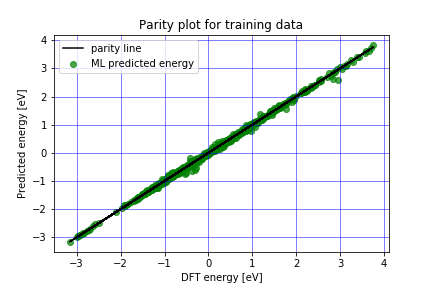 Parity plot for training data
parity line
ML predicted energy
Predicted energy [eV]
4
3
2
1
0
−1
−2
−3
−3 −2 −1 0 1 2 3 4
DFT energy [eV]